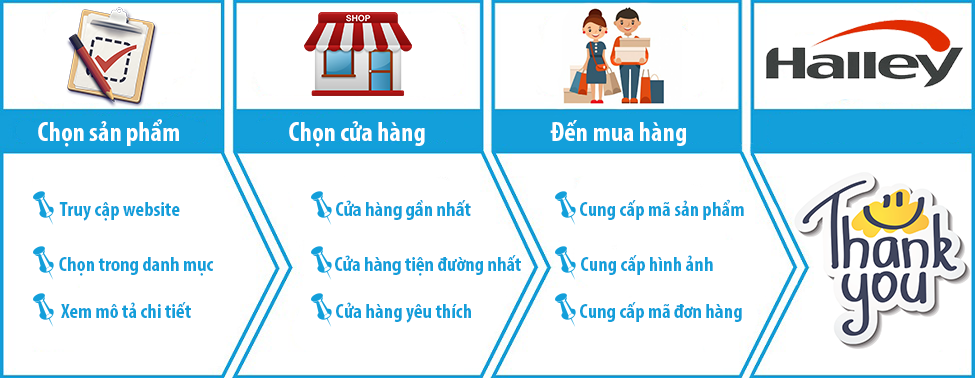 SHOP
Halley
Chọn sản phẩm
Chọn cửa hàng
Đến mua hàng
Truy cập website
Chọn trong danh mục
Xem mô tả chi tiết
Cửa hàng gần nhất
Cửa hàng tiện đường nhất
Cửa hàng yêu thích
Cung cấp mã sản phẩm
Cung cấp hình ảnh
Cung cấp mã đơn hàng
Thank
you